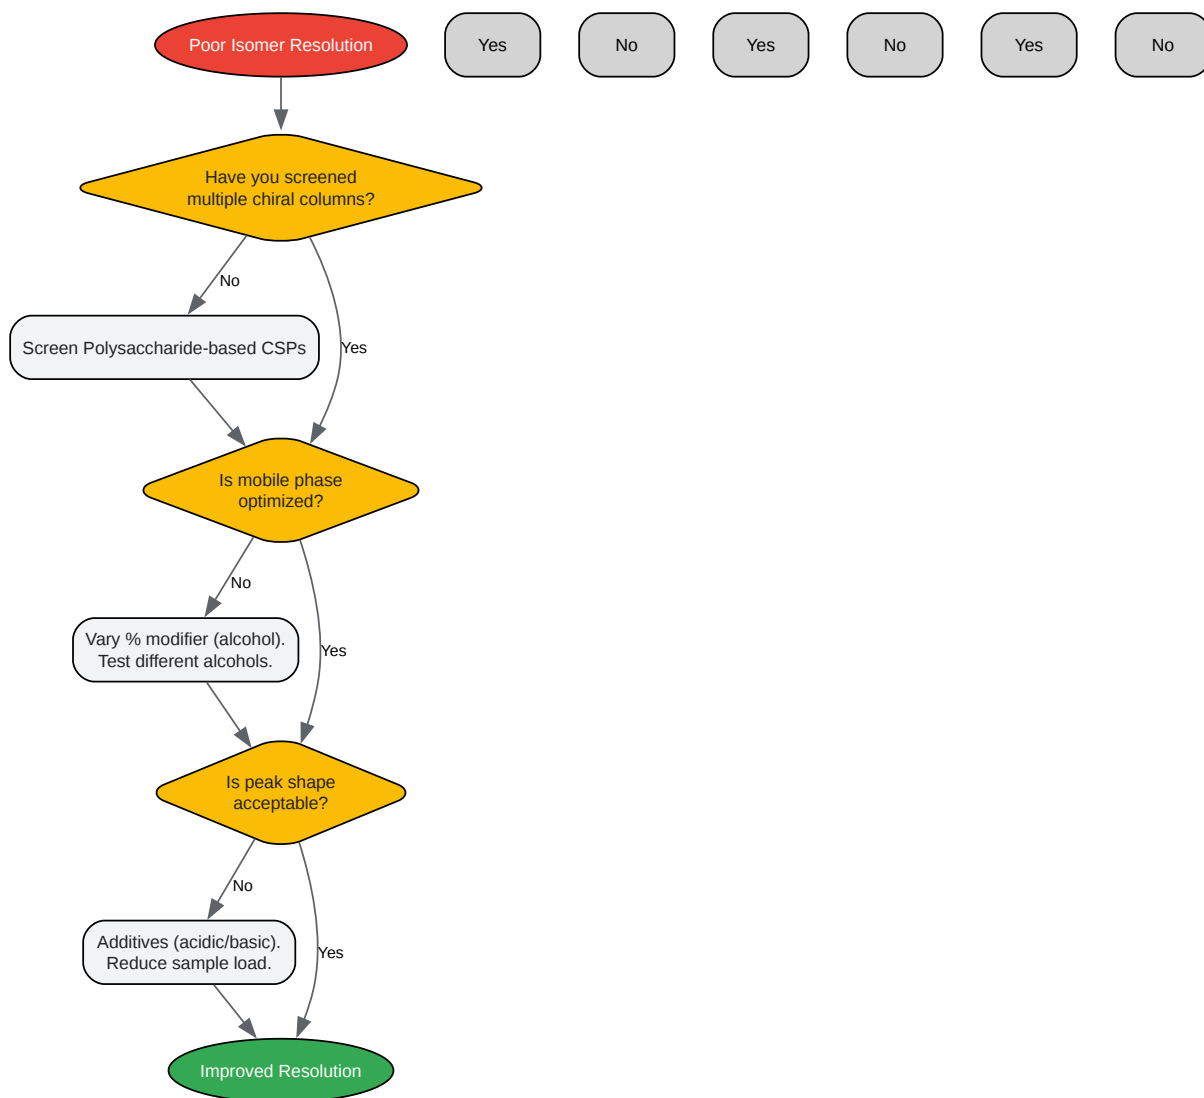 Poor Isomer Resolution
Yes
No
Yes
No
Yes
No
Have you screened
multiple chiral columns?
No
Screen Polysaccharide-based CSPs
Yes
Is mobile phase
optimized?
No
Vary % modifier (alcohol).
Test different alcohols.
Yes
Is peak shape
acceptable?
No
Additives (acidic/basic).
Reduce sample load.
Yes
Improved Resolution